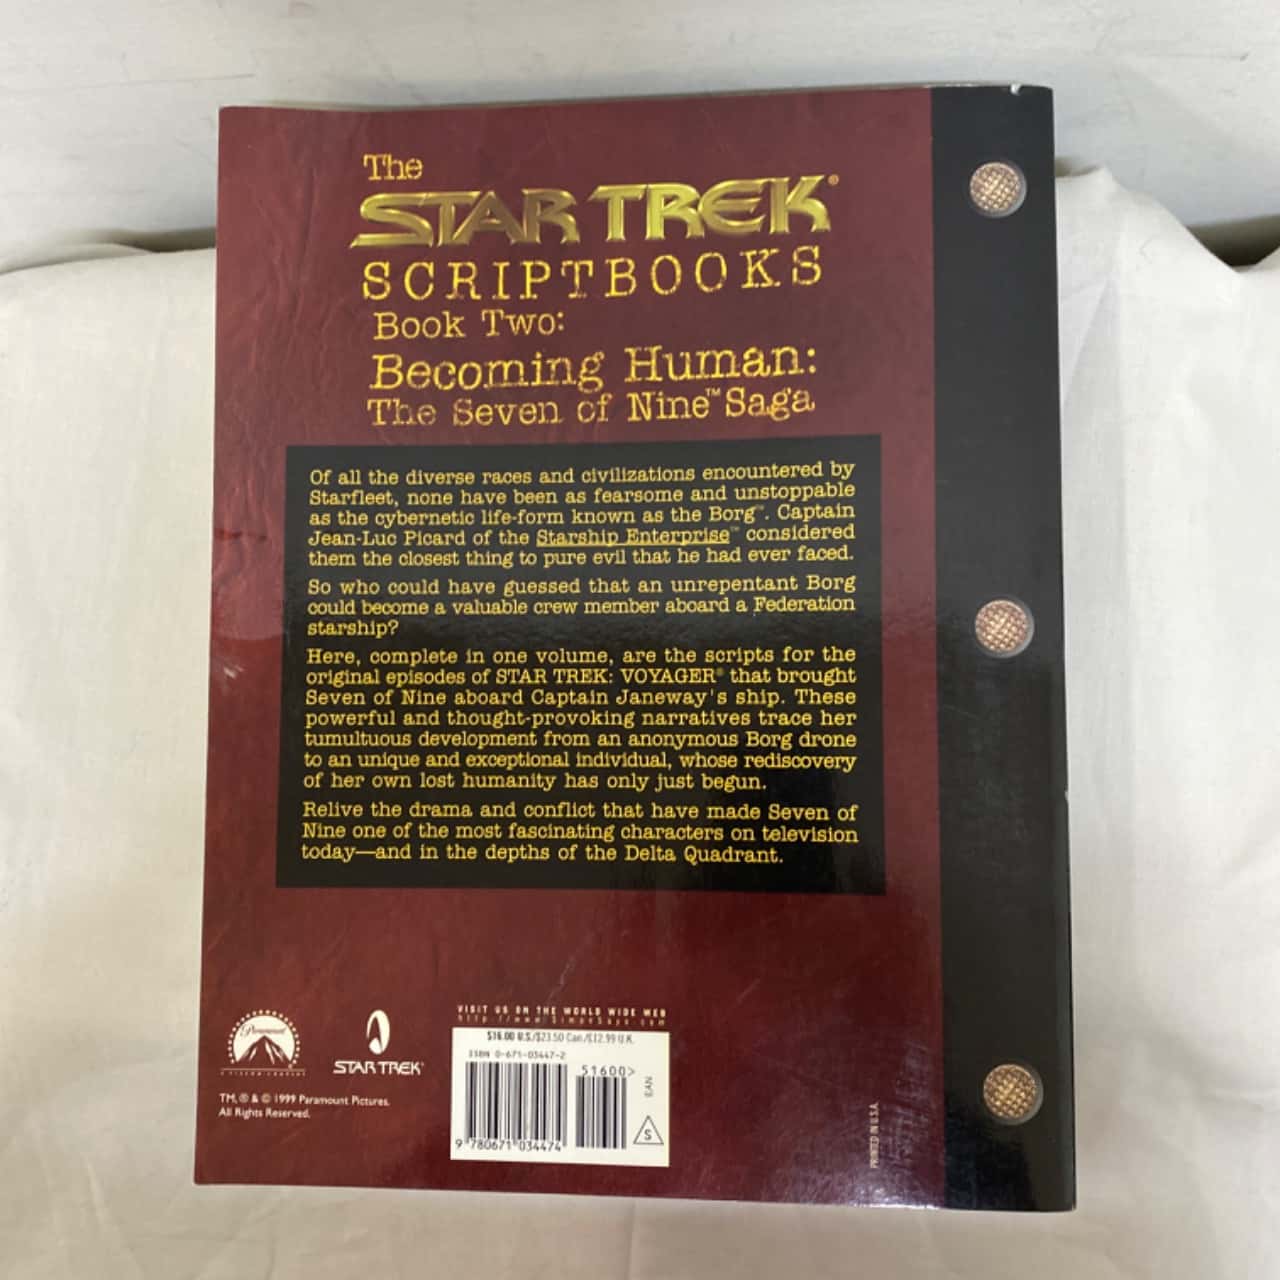 The
STAR TREK®
SCRIPTBOOKS
Book Two:
Becoming Human:
The Seven of Nine™ Saga
Of all the diverse races and civilizations encountered by
Starfleet, none have been as fearsome and unstoppable
as the cybernetic life-form known as the Borg™. Captain
Jean-Luc Picard of the Starship Enterprise™ considered
them the closest thing to pure evil that he had ever faced.
So who could have guessed that an unrepentant Borg
could become a valuable crew member aboard a Federation
starship?
Here, complete in one volume, are the scripts for the
original episodes of STAR TREK: VOYAGER® that brought
Seven of Nine aboard Captain Janeway's ship. These
powerful and thought-provoking narratives trace her
tumultuous development from an anonymous Borg drone
to an unique and exceptional individual, whose rediscovery
of her own lost humanity has only just begun.
Relive the drama and conflict that have made Seven of
Nine one of the most fascinating characters on television
today—and in the depths of the Delta Quadrant.
Paramount
STAR TREK®
TM, ® & © 1999 Paramount Pictures.
All Rights Reserved.
VISIT US ON THE WORLD WIDE WEB
http://www.SimonSays.com
$16.00 U.S./$23.50 Can./£12.99 U.K.
ISBN 0-671-03447-2
51600>
EAN
S
9 780671 034474
PRINTED IN U.S.A.